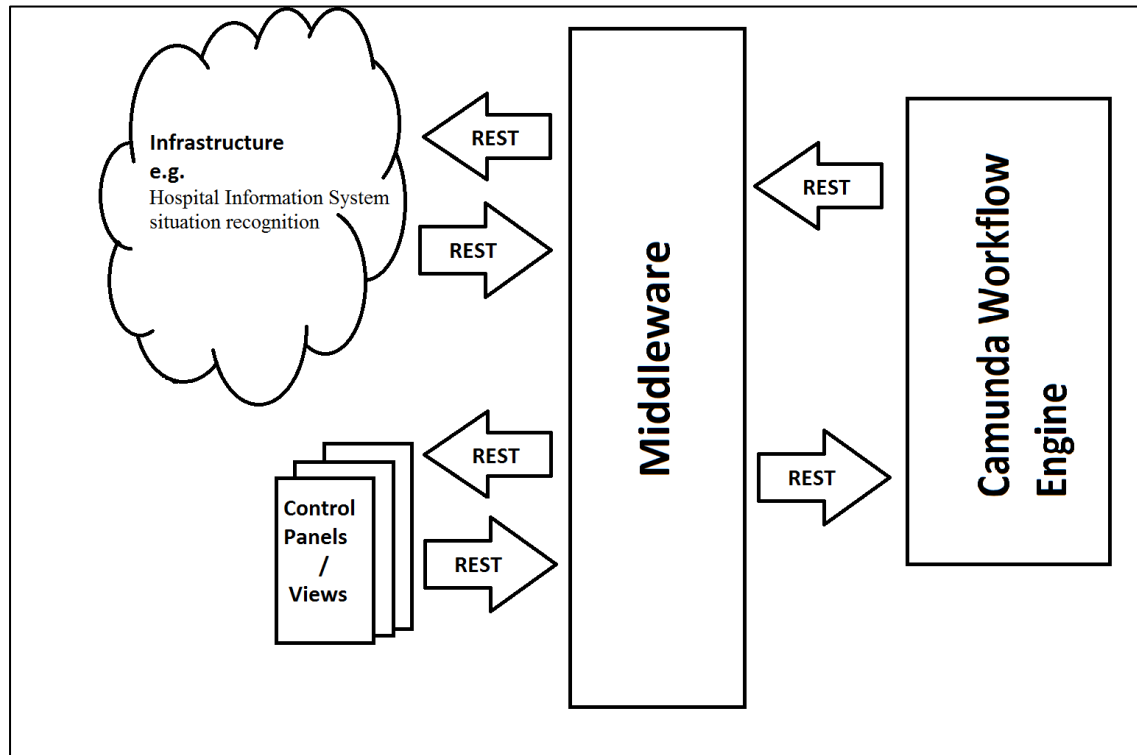 Infrastructure
e.g.
Hospital Information System
situation recognition
REST
REST
REST
REST
Control
Panels
/
Views
Middleware
REST
REST
Camunda Workflow
Engine